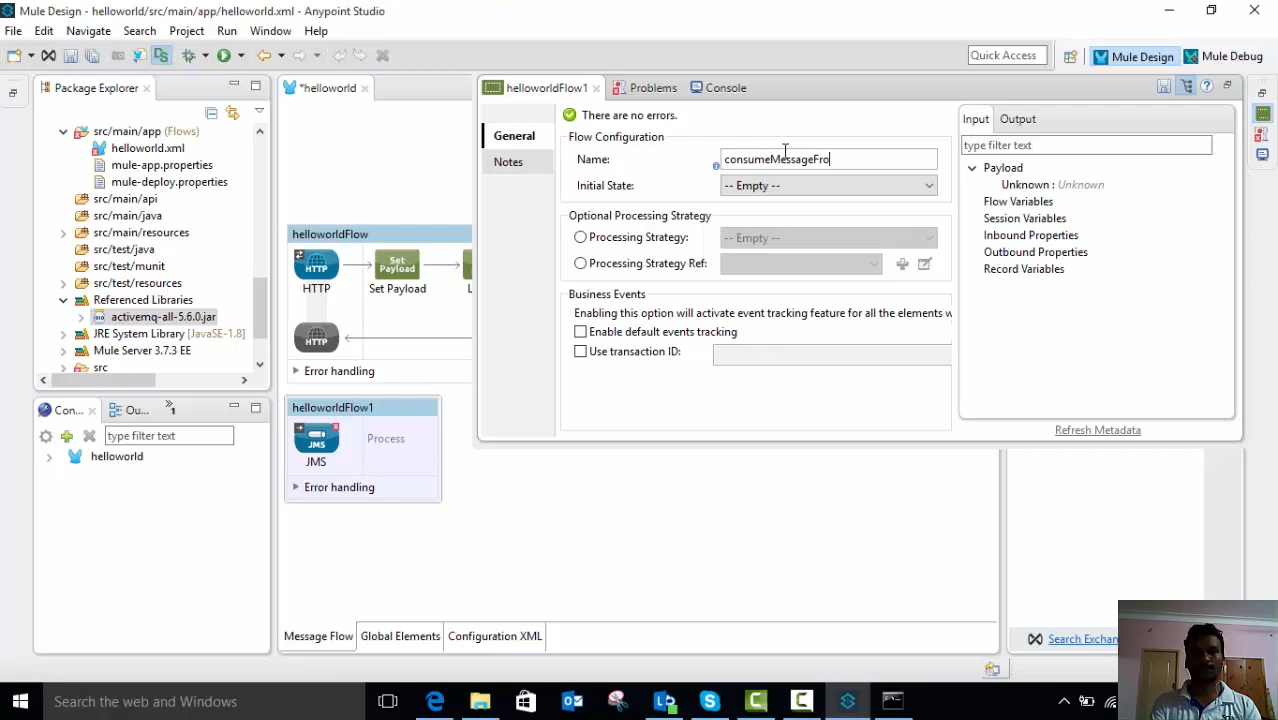 Mule Design - helloworld/src/main/app/helloworld.xml - Anypoint Studio
File Edit Navigate Search Project Run Window Help
Quick Access
Mule Design
Mule Debug
Package Explorer
src/main/app (Flows)
helloworld.xml
mule-app.properties
mule-deploy.properties
src/main/api
src/main/java
src/main/resources
src/test/java
src/test/munit
src/test/resources
Referenced Libraries
activemq-all-5.6.0.jar
JRE System Library [JavaSE-1.8]
Mule Server 3.7.3 EE
src
Con...
Ou...
1
type filter text
helloworld
*helloworld
helloworldFlow
HTTP
Set
Payload
HTTP
Set Payload
L
HTTP
Error handling
helloworldFlow1
JMS
Process
JMS
Error handling
Message Flow
Global Elements
Configuration XML
helloworldFlow1
Problems
Console
General
Notes
There are no errors.
Flow Configuration
Name:
consumeMessageFro
Initial State:
-- Empty --
Optional Processing Strategy
Processing Strategy:
-- Empty --
Processing Strategy Ref:
Business Events
Enabling this option will activate event tracking feature for all the elements w
Enable default events tracking
Use transaction ID:
Input
Output
type filter text
Payload
Unknown : Unknown
Flow Variables
Session Variables
Inbound Properties
Outbound Properties
Record Variables
Refresh Metadata
Search Exchan
Search the web and Windows